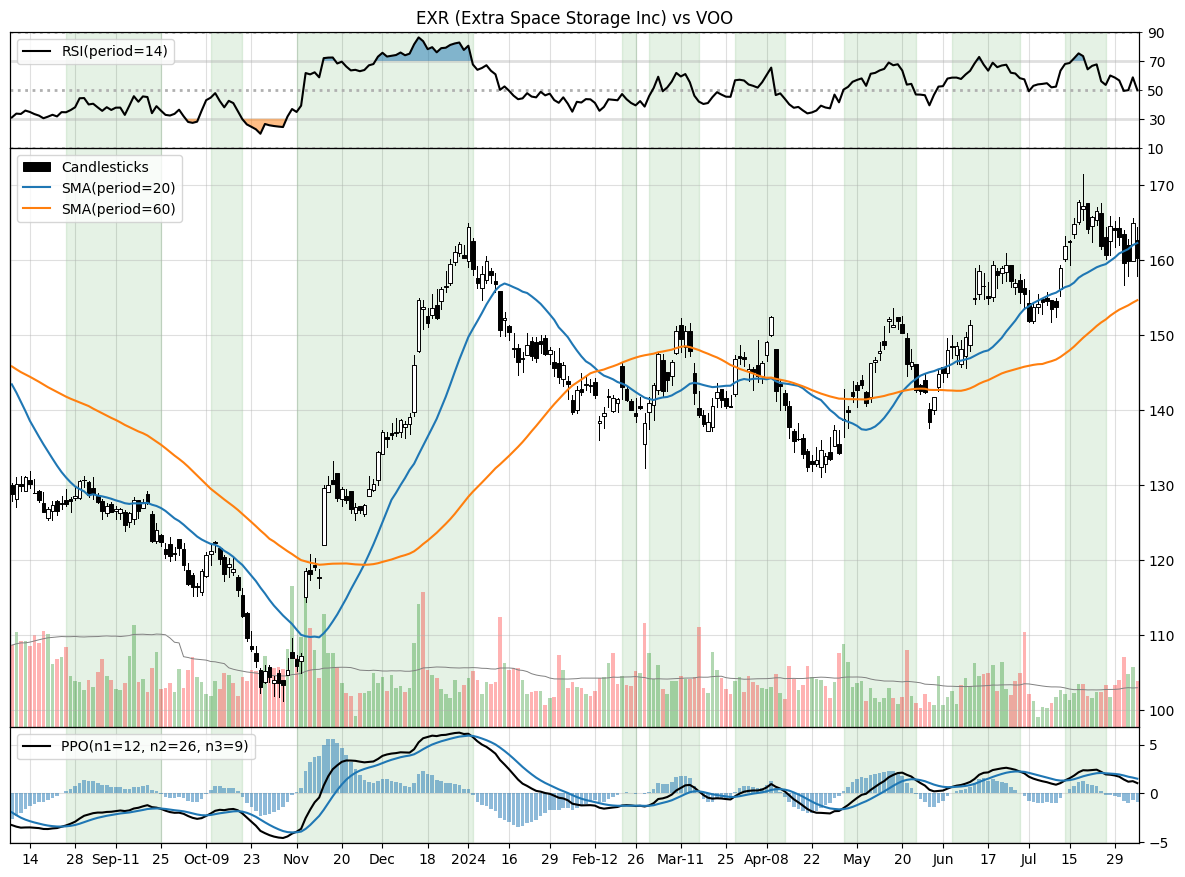 EXR (Extra Space Storage Inc) vs VOO
RSI(period=14)
90
70
50
30
10
Candlesticks
SMA(period=20)
SMA(period=60)
170
160
150
140
130
120
110
100
PPO(n1=12, n2=26, n3=9)
5
0
−5
14 28 Sep-11 25 Oct-09 23 Nov 20 Dec 18 2024 16 29 Feb-12 26 Mar-11 25 Apr-08 22 May 20 Jun 17 Jul 15 29